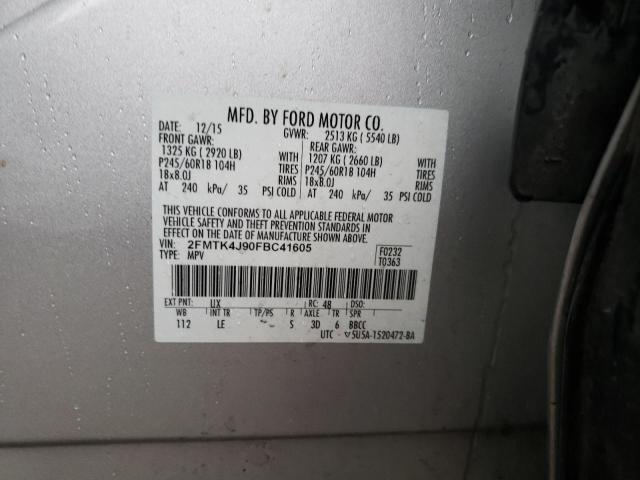 MFD. BY FORD MOTOR CO.
DATE: 12/15 GVWR: 2513 KG ( 5540 LB)
FRONT GAWR: REAR GAWR:
1325 KG ( 2920 LB) WITH 1207 KG ( 2660 LB) WITH
P245/60R18 104H TIRES P245/60R18 104H TIRES
18x8.0J RIMS 18x8.0J RIMS
AT 240 kPa/ 35 PSI COLD AT 240 kPa/ 35 PSI COLD
THIS VEHICLE CONFORMS TO ALL APPLICABLE FEDERAL MOTOR
VEHICLE SAFETY AND THEFT PREVENTION STANDARDS IN
EFFECT ON THE DATE OF MANUFACTURE SHOWN ABOVE.
VIN: 2FMTK4J90FBC41605 F0232
TYPE: MPV T0363
EXT PNT: UX RC: 48 DSO:
WB INT TR TP/PS R AXLE TR SPR
112 LE -- S 3D 6 BBCC
UTC 5U5A-1520472-BA